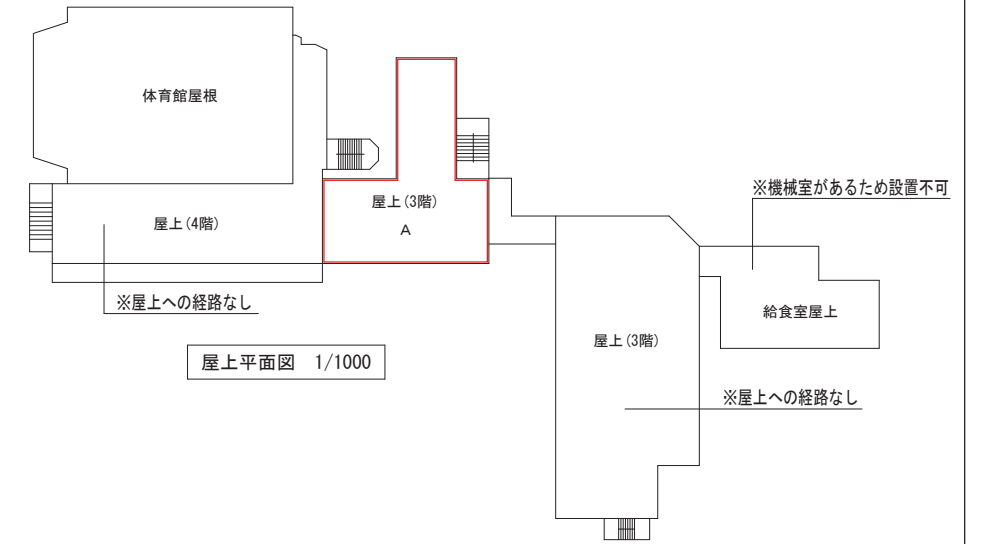 体育館屋根
※機械室があるため設置不可
屋上(3階)
A
屋上(4階)
※屋上への経路なし
給食室屋上
屋上(3階)
屋上平面図 1/1000
※屋上への経路なし